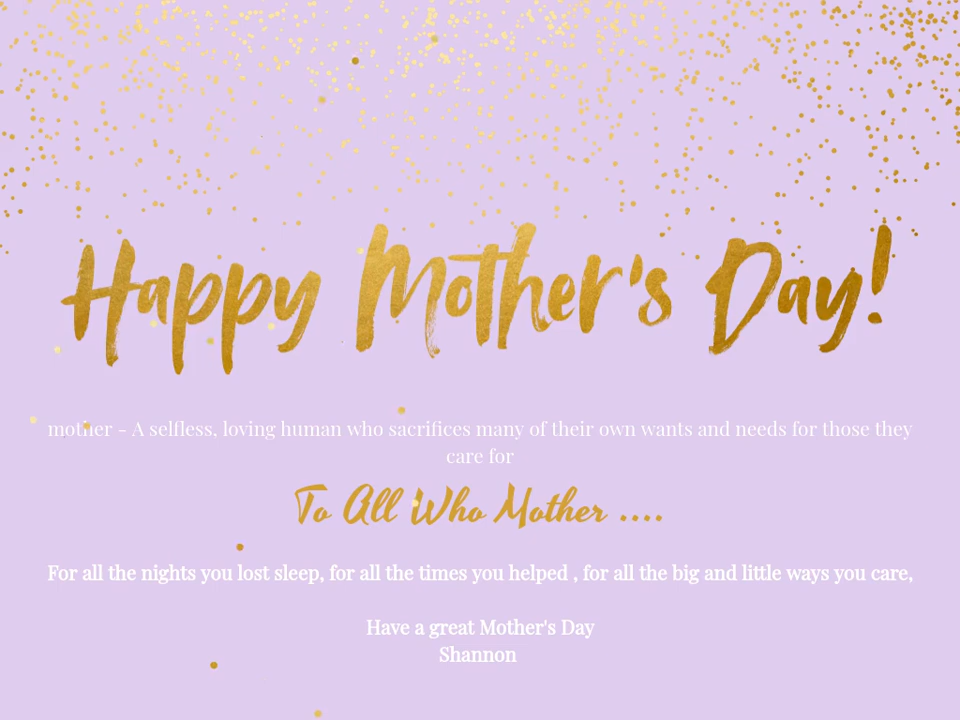 Happy Mother's Day!
mother - A selfless, loving human who sacrifices many of their own wants and needs for those they
care for
To All Who Mother ....
For all the nights you lost sleep, for all the times you helped , for all the big and little ways you care,
Have a great Mother's Day
Shannon